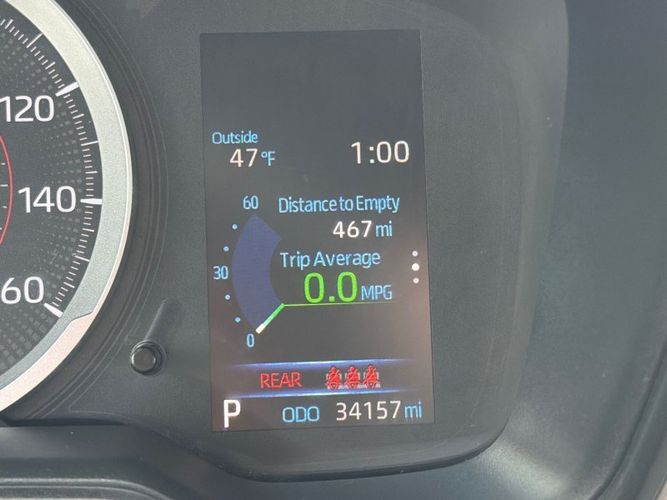 120
140
60
Outside
47°F 1:00
60 Distance to Empty
467 mi
30 Trip Average
0.0 MPG
0
REAR
P ODO 34157 mi